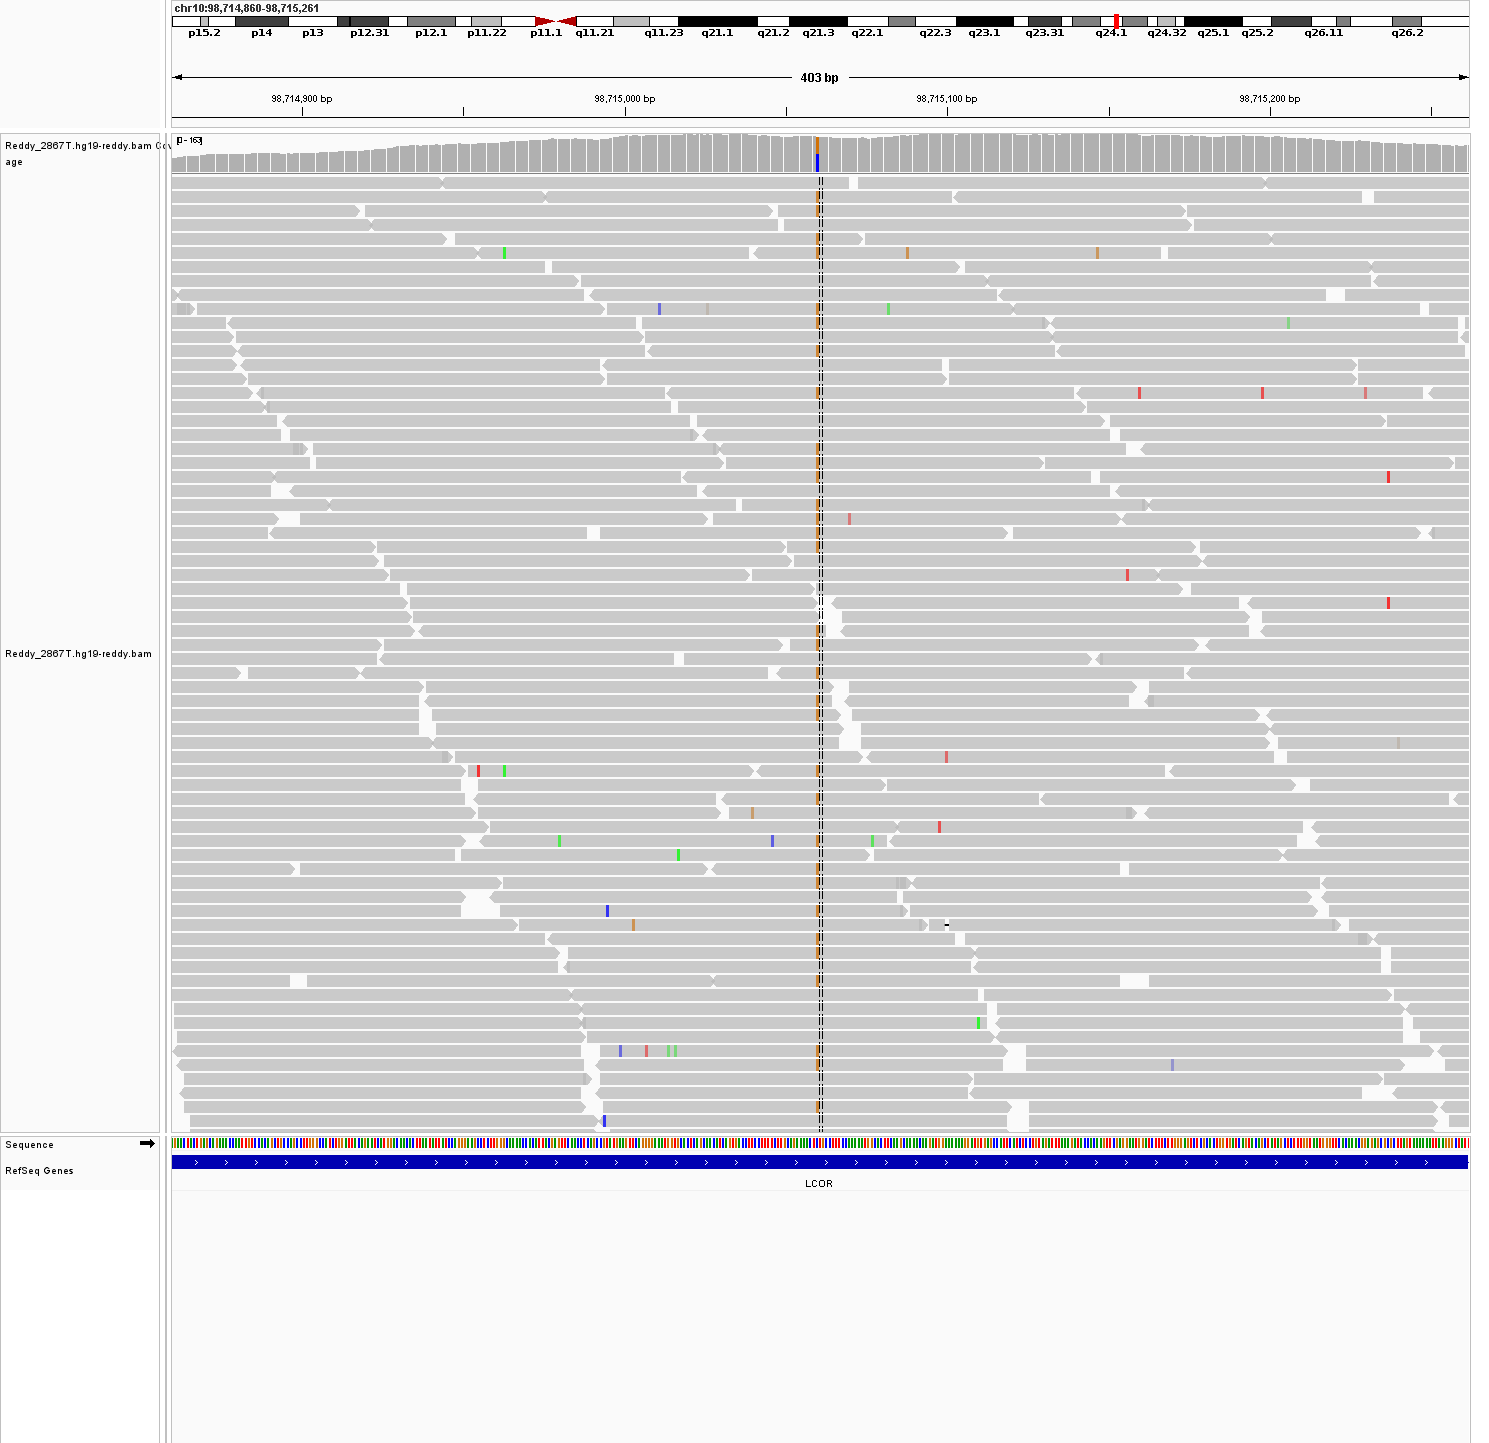 chr10:98,714,860-98,715,261
p15.2 p14 p13 p12.31 p12.1 p11.22 p11.1 q11.21 q11.23 q21.1 q21.2 q21.3 q22.1 q22.3 q23.1 q23.31 q24.1 q24.32 q25.1 q25.2 q26.11 q26.2
403 bp
98,714,900 bp 98,715,000 bp 98,715,100 bp 98,715,200 bp
Reddy_2867T.hg19-reddy.bam Cov
age
[0 - 163]
Reddy_2867T.hg19-reddy.bam
Sequence
RefSeq Genes
LCOR